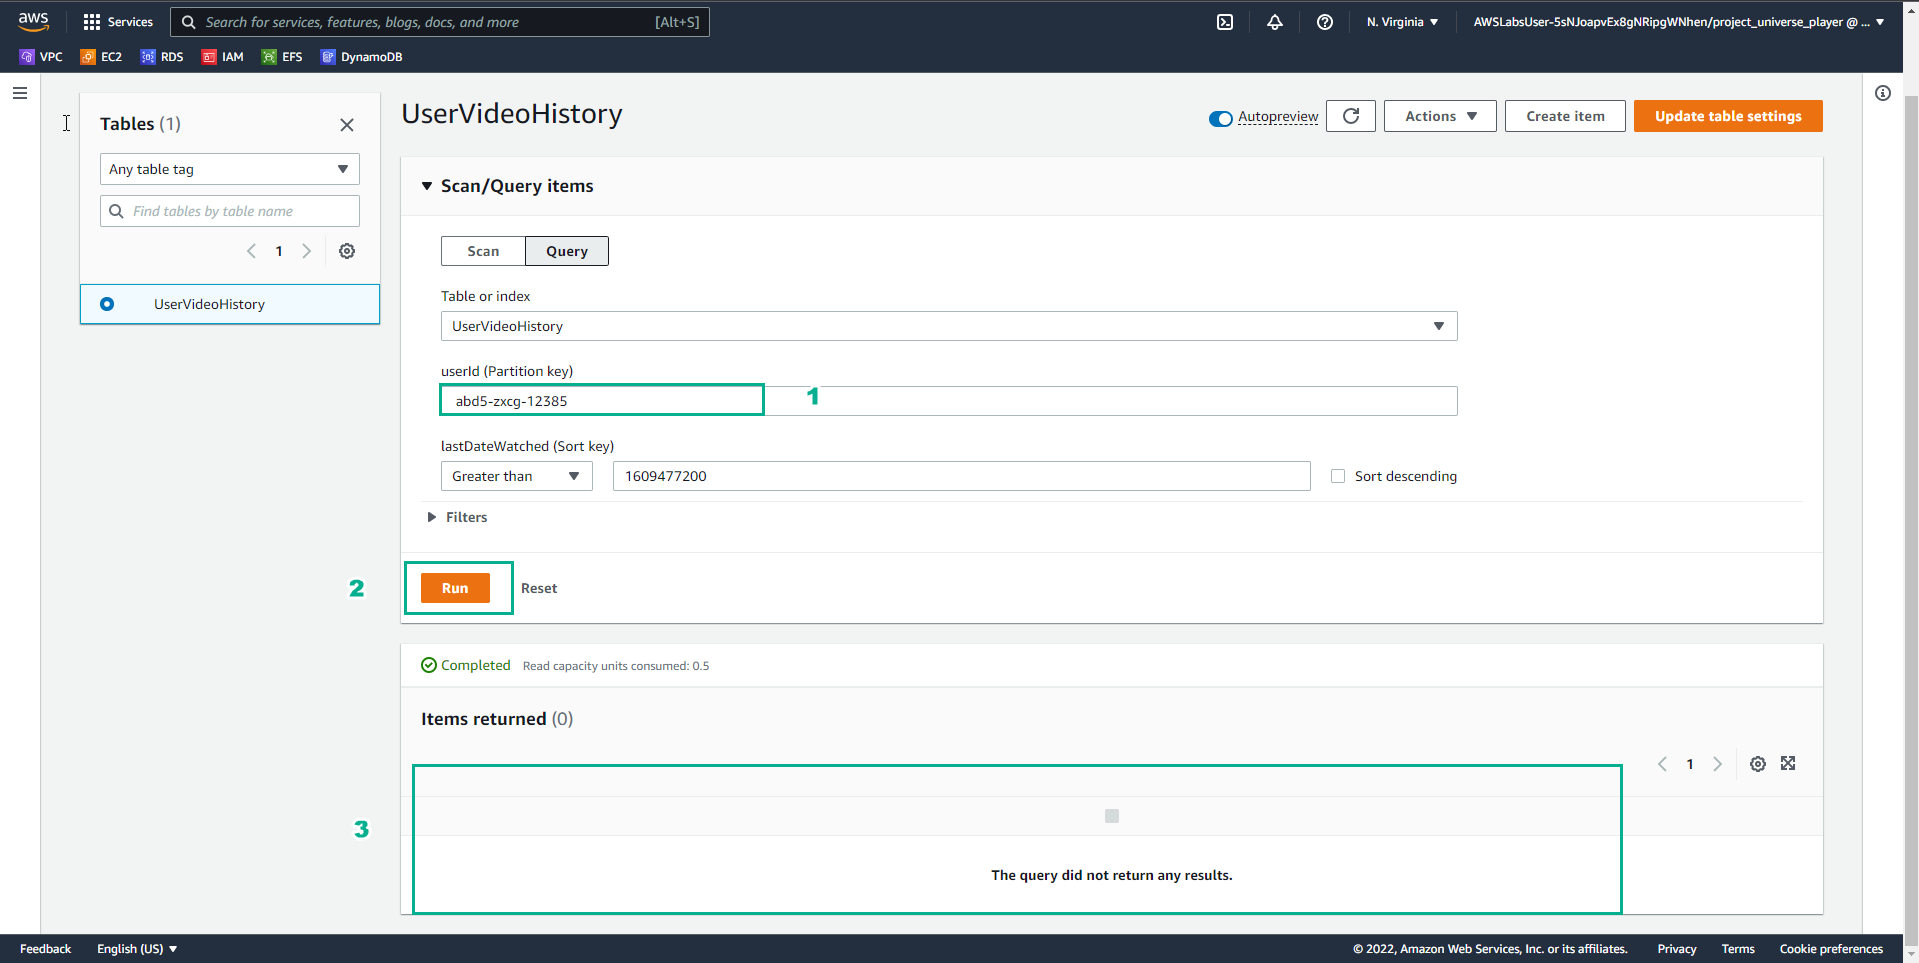 aws
Services
Search for services, features, blogs, docs, and more
[Alt+S]
N. Virginia
AWSLabsUser-5sNJoapvEx8gNRipgWNhen/project_universe_player @ ...
VPC
EC2
RDS
IAM
EFS
DynamoDB
Tables (1)
Any table tag
Find tables by table name
1
UserVideoHistory
UserVideoHistory
Autopreview
Actions
Create item
Update table settings
Scan/Query items
Scan
Query
Table or index
UserVideoHistory
userId (Partition key)
abd5-zxcg-12385
1
lastDateWatched (Sort key)
Greater than
1609477200
Sort descending
Filters
2
Run
Reset
Completed
Read capacity units consumed: 0.5
Items returned (0)
1
3
The query did not return any results.
Feedback
English (US)
© 2022, Amazon Web Services, Inc. or its affiliates.
Privacy
Terms
Cookie preferences